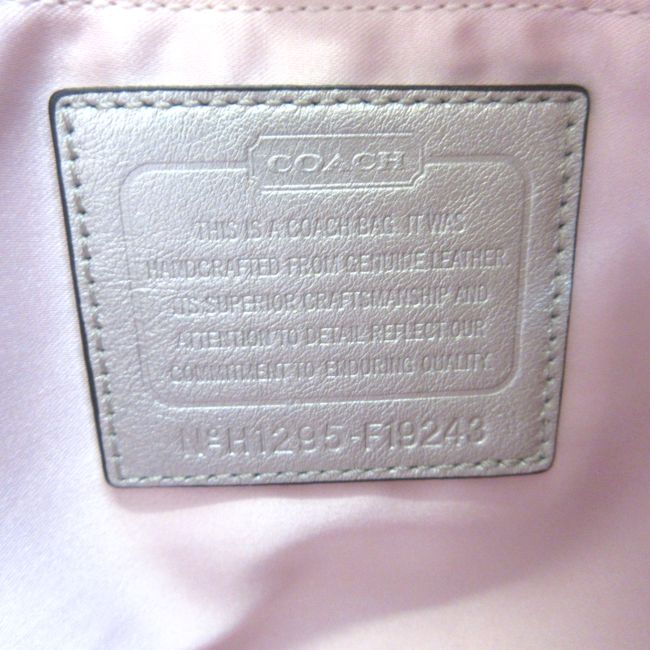 COACH
THIS IS A COACH BAG. IT WAS
HANDCRAFTED FROM GENUINE LEATHER.
ITS SUPERIOR CRAFTSMANSHIP AND
ATTENTION TO DETAIL REFLECT OUR
COMMITMENT TO ENDURING QUALITY.
Nº H1295-F19243